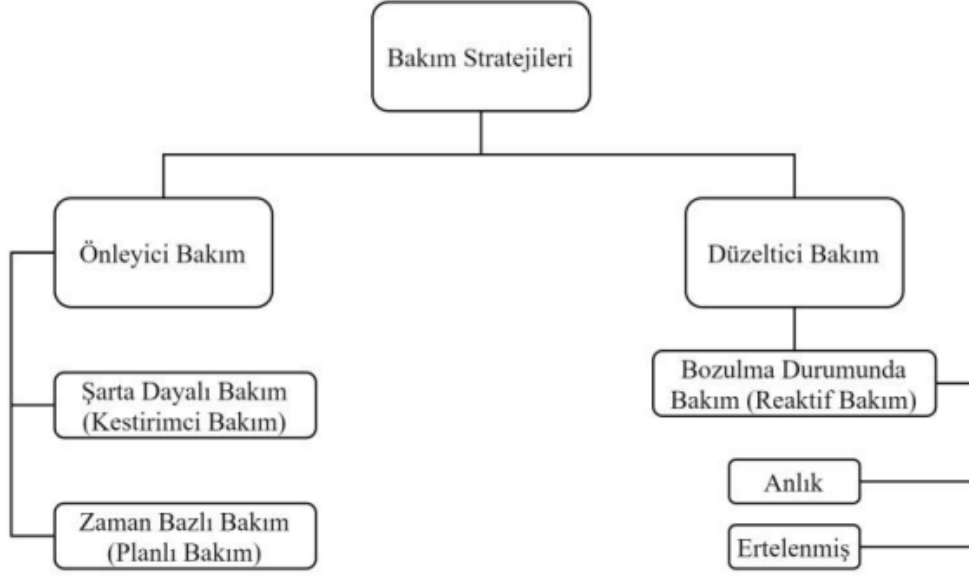 Bakım Stratejileri
Önleyici Bakım
Düzeltici Bakım
Şarta Dayalı Bakım
(Kestirimci Bakım)
Zaman Bazlı Bakım
(Planlı Bakım)
Bozulma Durumunda
Bakım (Reaktif Bakım)
Anlık
Ertelenmiş